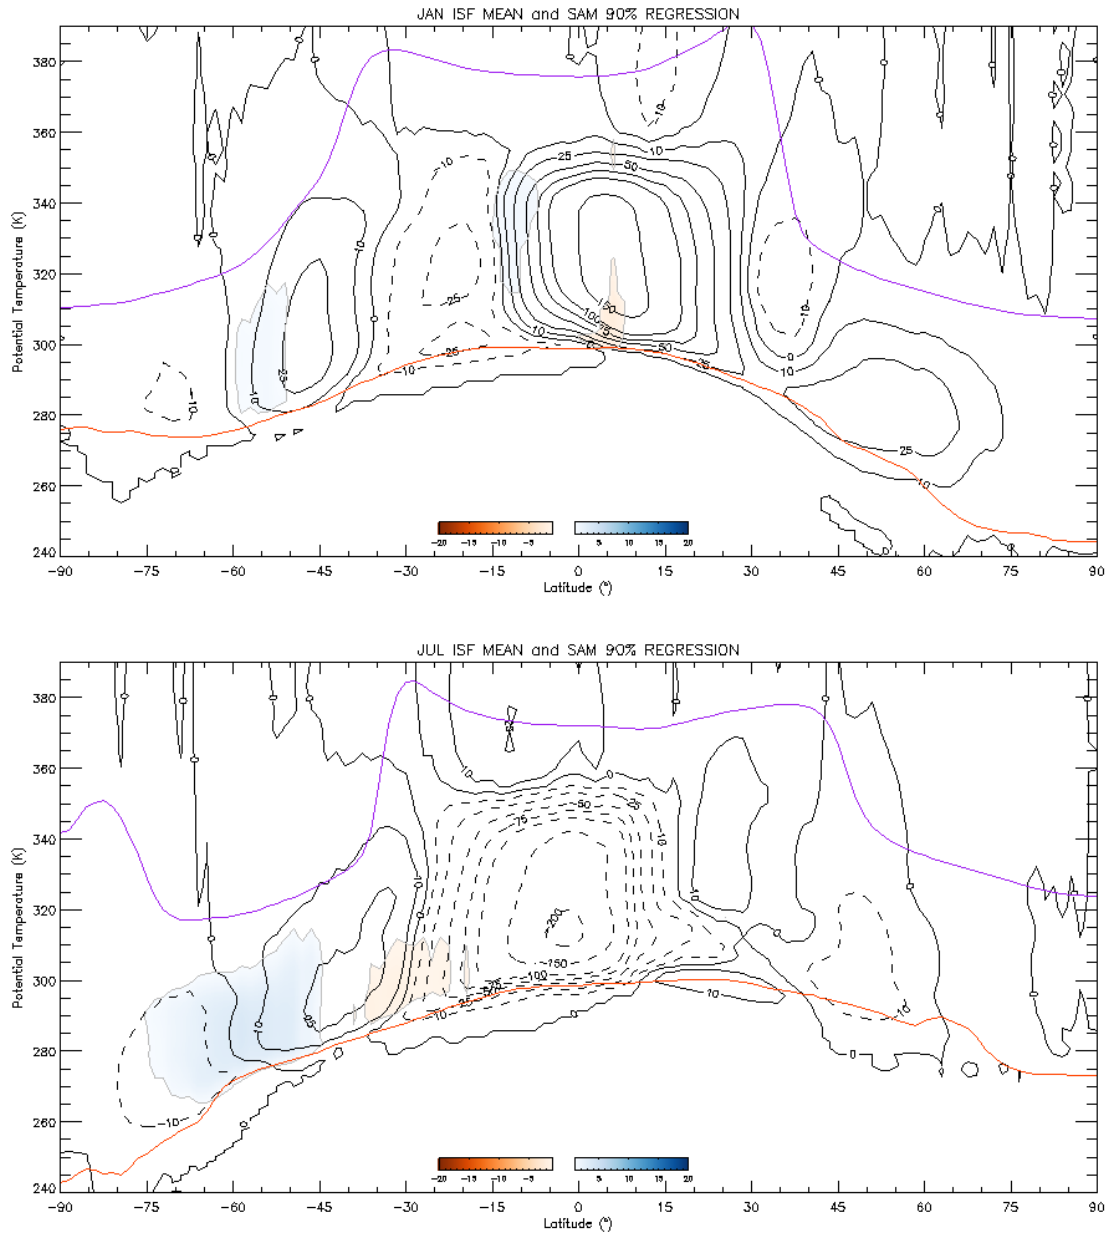 JAN ISF MEAN and SAM 90% REGRESSION
Potential Temperature (K)
380
360
340
320
300
280
260
240
-20 -15 -10 -5
5 10 15 20
-90 -75 -60 -45 -30 -15 0 15 30 45 60 75 90
Latitude (°)
JUL ISF MEAN and SAM 90% REGRESSION
Potential Temperature (K)
380
360
340
320
300
280
260
240
-20 -15 -10 -5
5 10 15 20
-90 -75 -60 -45 -30 -15 0 15 30 45 60 75 90
Latitude (°)